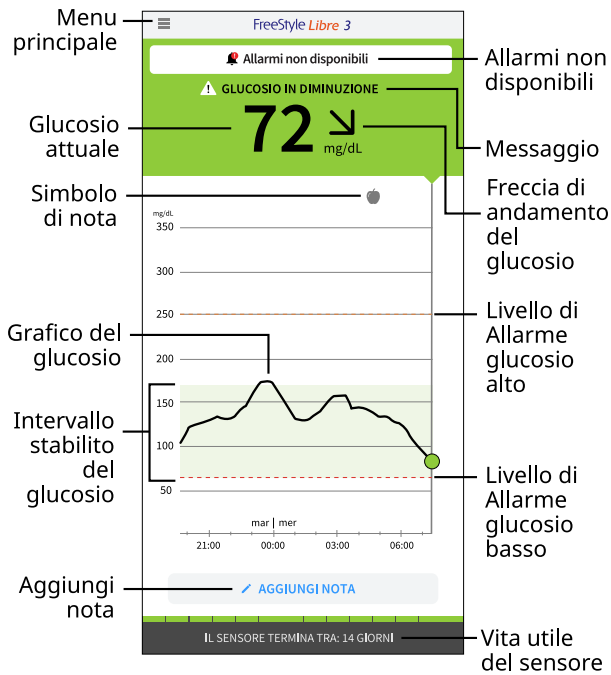 Menu
principale
FreeStyle Libre 3
Allarmi non disponibili
Allarmi non
disponibili
GLUCOSIO IN DIMINUZIONE
Glucosio
attuale
72
mg/dL
Messaggio
Simbolo
di nota
Freccia di
andamento
del
glucosio
mg/dL
350
300
250
200
150
100
50
Livello di
Allarme
glucosio
alto
Grafico del
glucosio
Intervallo
stabilito
del
glucosio
Livello di
Allarme
glucosio
basso
mar | mer
21:00 00:00 03:00 06:00
Aggiungi
nota
AGGIUNGI NOTA
IL SENSORE TERMINA TRA: 14 GIORNI
Vita utile
del sensore